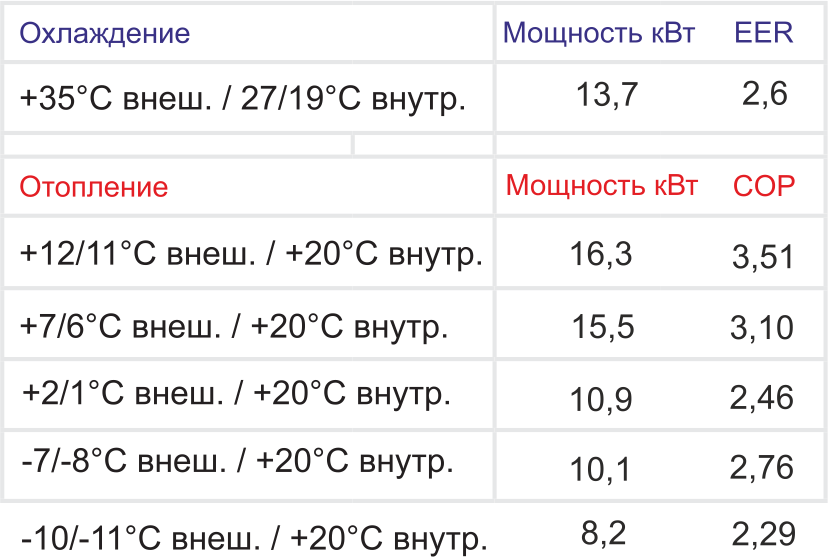 Охлаждение Мощность кВт EER
+35°C внеш. / 27/19°C внутр. 13,7 2,6
Отопление Мощность кВт COP
+12/11°C внеш. / +20°C внутр. 16,3 3,51
+7/6°C внеш. / +20°C внутр. 15,5 3,10
+2/1°C внеш. / +20°C внутр. 10,9 2,46
-7/-8°C внеш. / +20°C внутр. 10,1 2,76
-10/-11°C внеш. / +20°C внутр. 8,2 2,29